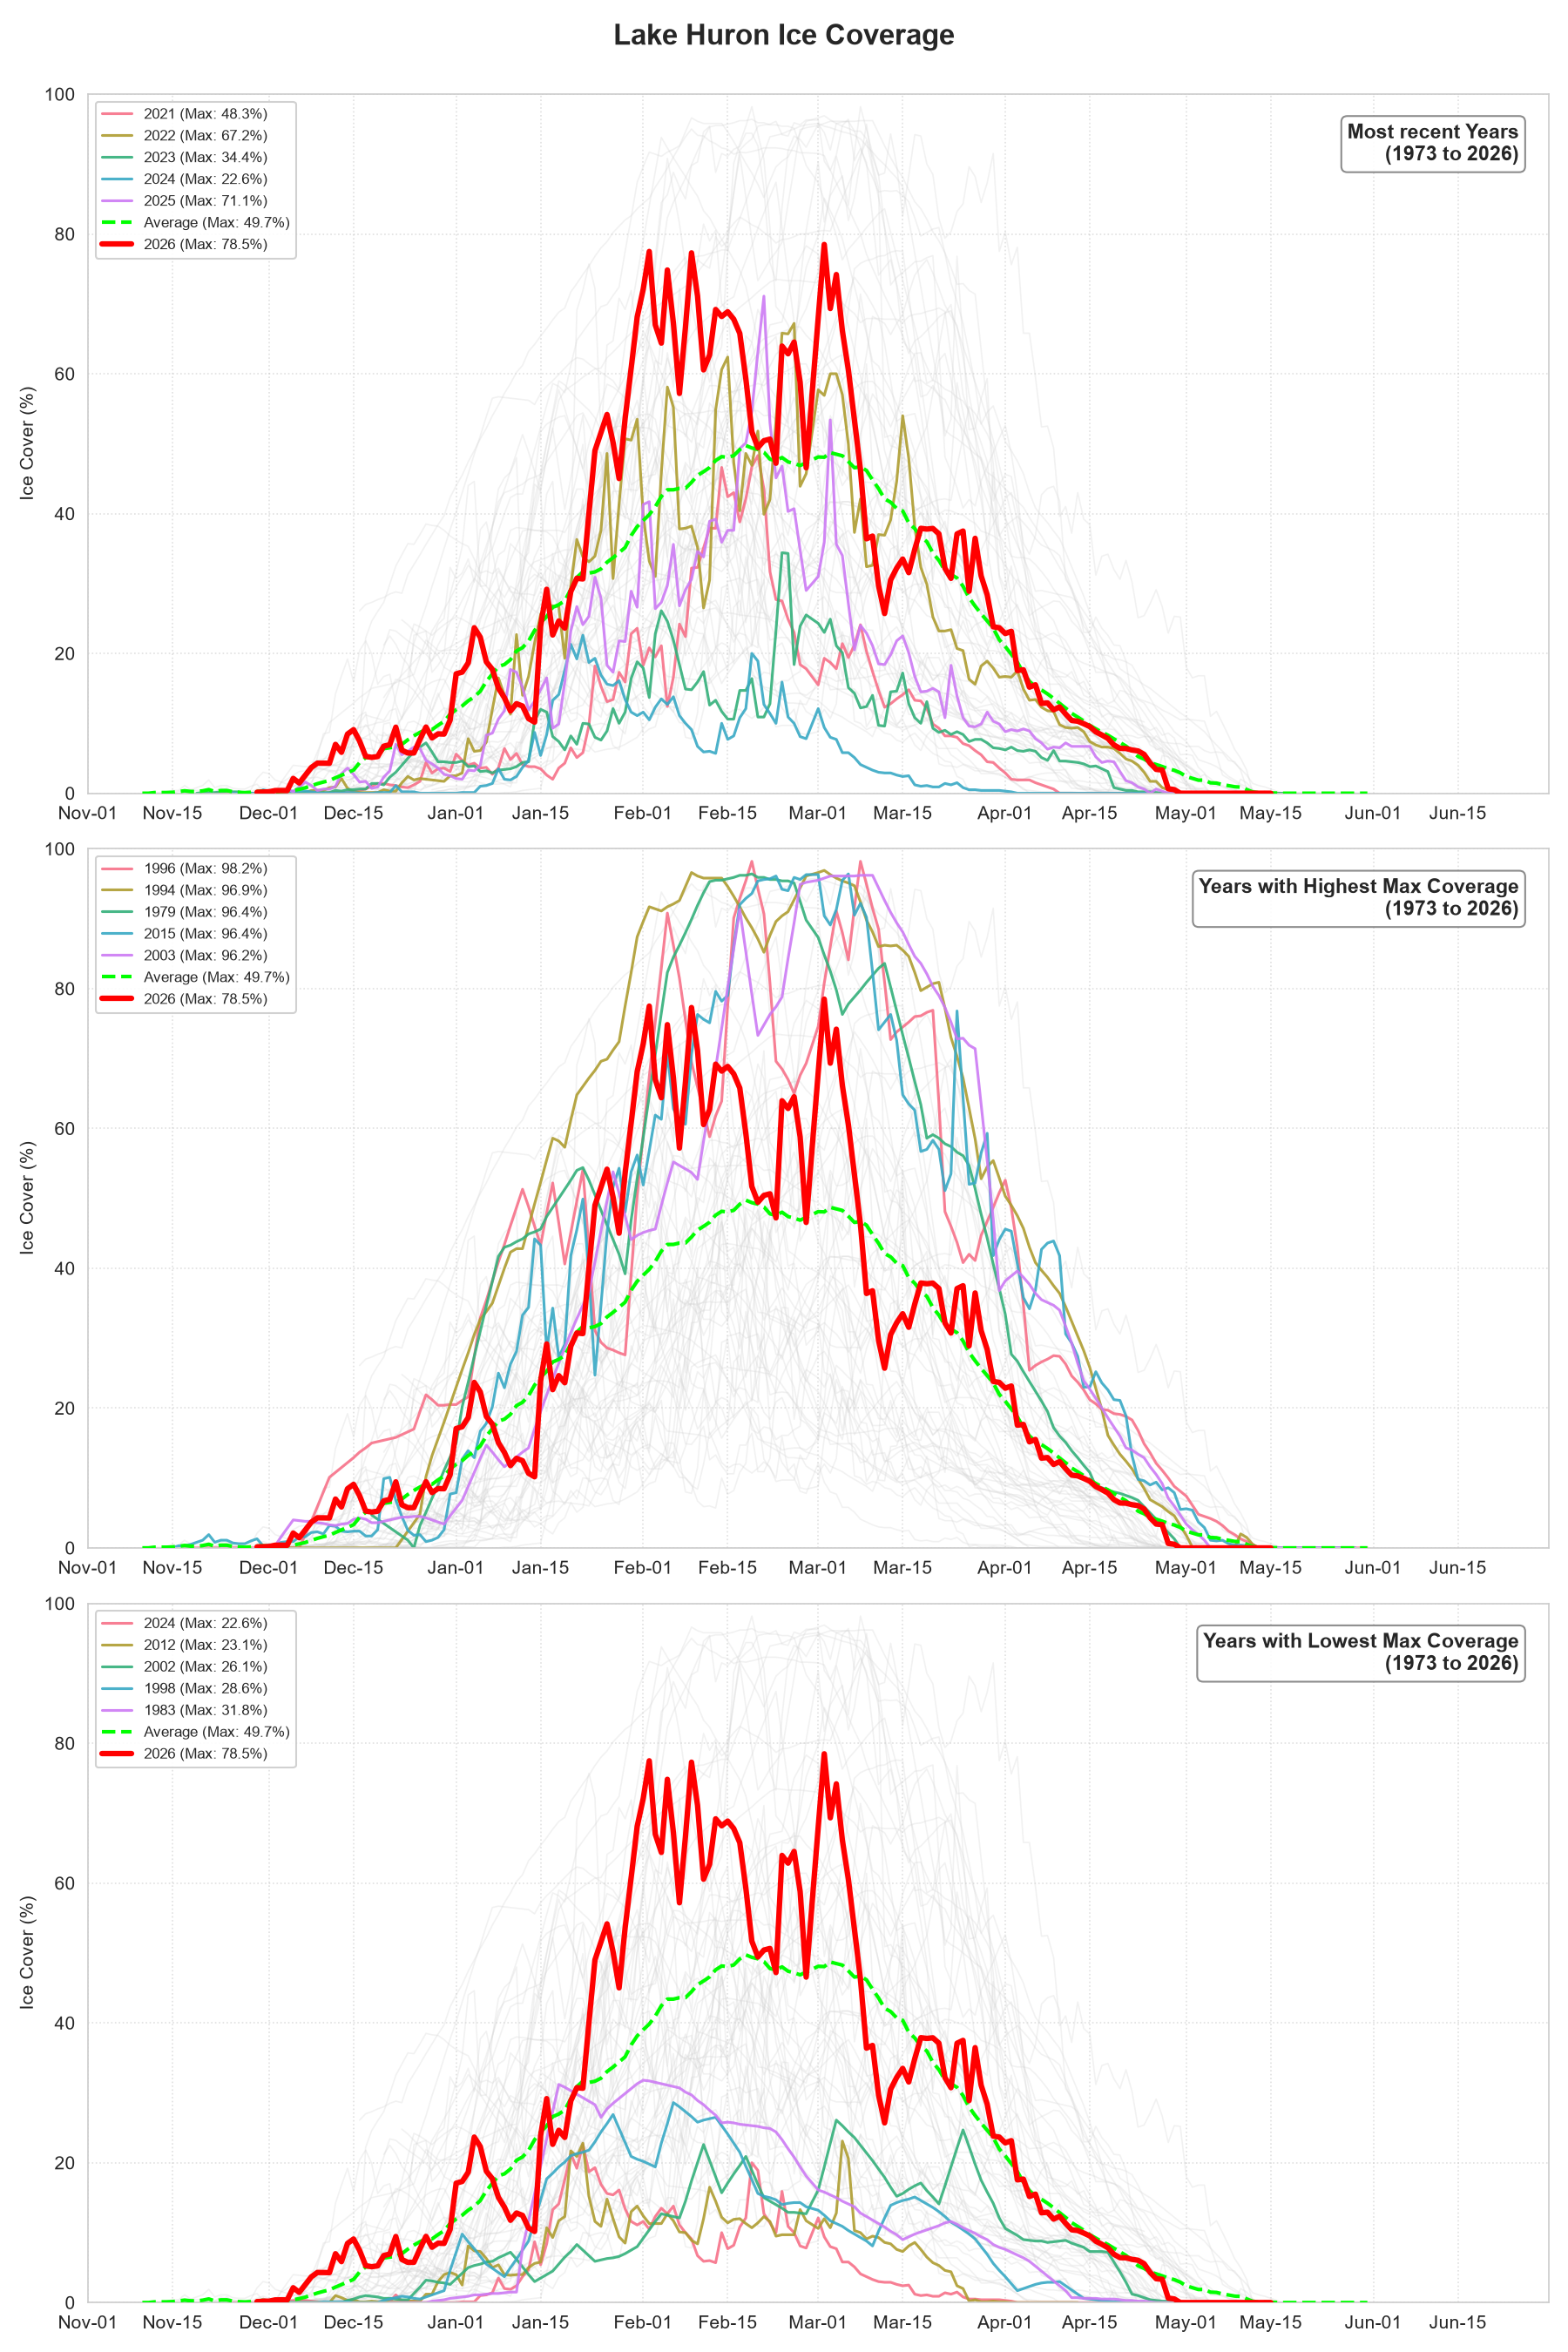 Lake Huron Ice Coverage
100
80
60
40
20
0
Ice Cover (%)
2021 (Max: 48.3%)
2022 (Max: 67.2%)
2023 (Max: 34.4%)
2024 (Max: 22.6%)
2025 (Max: 71.1%)
Average (Max: 49.7%)
2026 (Max: 78.5%)
Most recent Years
(1973 to 2026)
Nov-01 Nov-15 Dec-01 Dec-15 Jan-01 Jan-15 Feb-01 Feb-15 Mar-01 Mar-15 Apr-01 Apr-15 May-01 May-15 Jun-01 Jun-15
100
80
60
40
20
0
Ice Cover (%)
1996 (Max: 98.2%)
1994 (Max: 96.9%)
1979 (Max: 96.4%)
2015 (Max: 96.4%)
2003 (Max: 96.2%)
Average (Max: 49.7%)
2026 (Max: 78.5%)
Years with Highest Max Coverage
(1973 to 2026)
Nov-01 Nov-15 Dec-01 Dec-15 Jan-01 Jan-15 Feb-01 Feb-15 Mar-01 Mar-15 Apr-01 Apr-15 May-01 May-15 Jun-01 Jun-15
100
80
60
40
20
0
Ice Cover (%)
2024 (Max: 22.6%)
2012 (Max: 23.1%)
2002 (Max: 26.1%)
1998 (Max: 28.6%)
1983 (Max: 31.8%)
Average (Max: 49.7%)
2026 (Max: 78.5%)
Years with Lowest Max Coverage
(1973 to 2026)
Nov-01 Nov-15 Dec-01 Dec-15 Jan-01 Jan-15 Feb-01 Feb-15 Mar-01 Mar-15 Apr-01 Apr-15 May-01 May-15 Jun-01 Jun-15